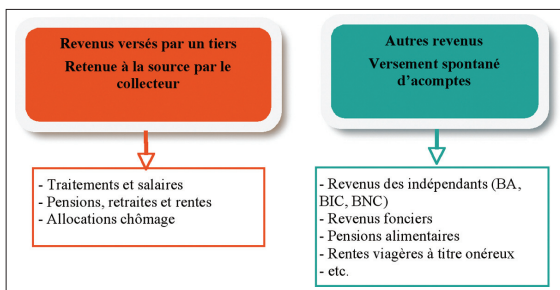 Revenus versés par un tiers
Retenue à la source par le
collecteur
- Traitements et salaires
- Pensions, retraites et rentes
- Allocations chômage
Autres revenus
Versement spontané
d’acomptes
- Revenus des indépendants (BA,
BIC, BNC)
- Revenus fonciers
- Pensions alimentaires
- Rentes viagères à titre onéreux
- etc.